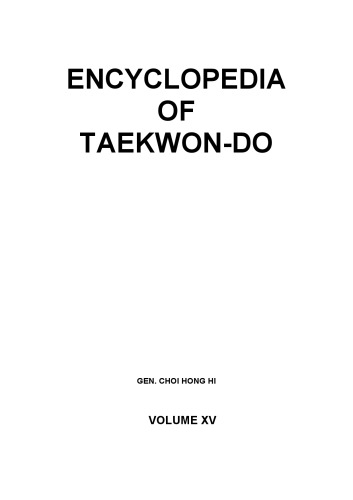 ENCYCLOPEDIA
OF
TAEKWON-DO
GEN. CHOI HONG HI
VOLUME XV